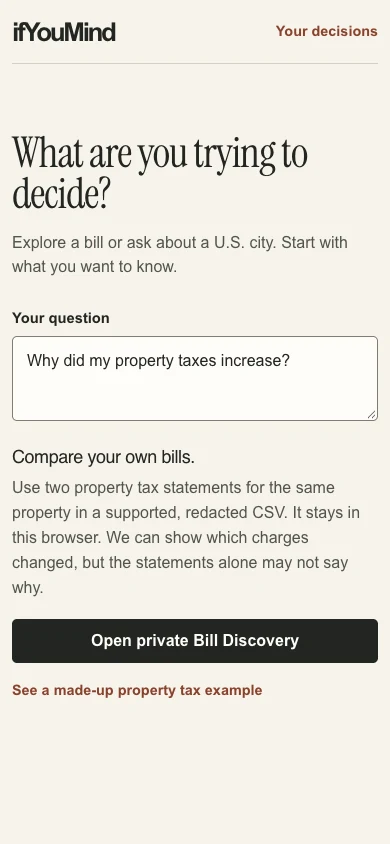 ifYouMind
Your decisions
What are you trying to
decide?
Explore a bill or ask about a U.S. city. Start with
what you want to know.
Your question
Why did my property taxes increase?
Compare your own bills.
Use two property tax statements for the same
property in a supported, redacted CSV. It stays in
this browser. We can show which charges
changed, but the statements alone may not say
why.
Open private Bill Discovery
See a made-up property tax example